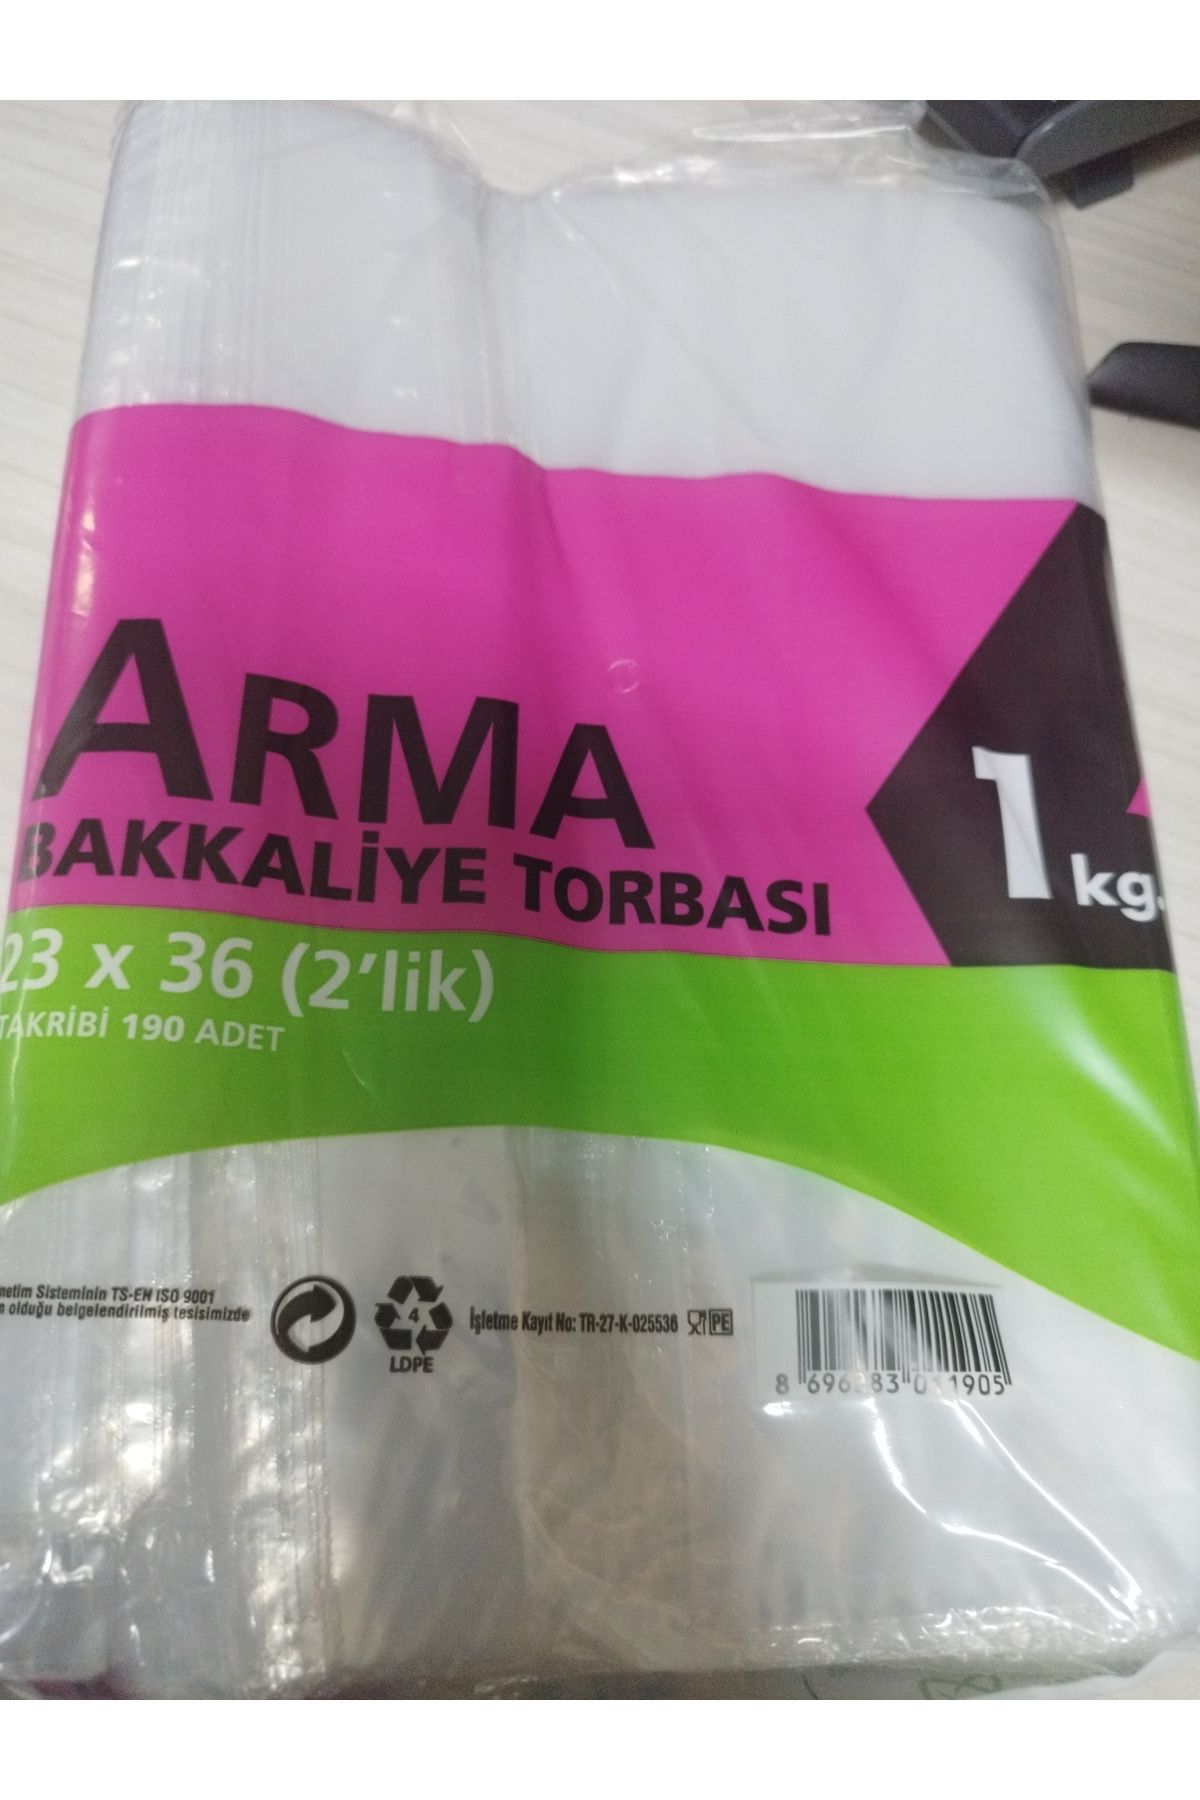 ARMA
BAKKALİYE TORBASI
1 kg.
23 x 36 (2'lik)
TAKRİBİ 190 ADET
Sisteminin TS-EN ISO 9001
olduğu belgelendirilmiş tesisimizde
4
LDPE
İşletme Kayıt No: TR-27-K-025536
PE